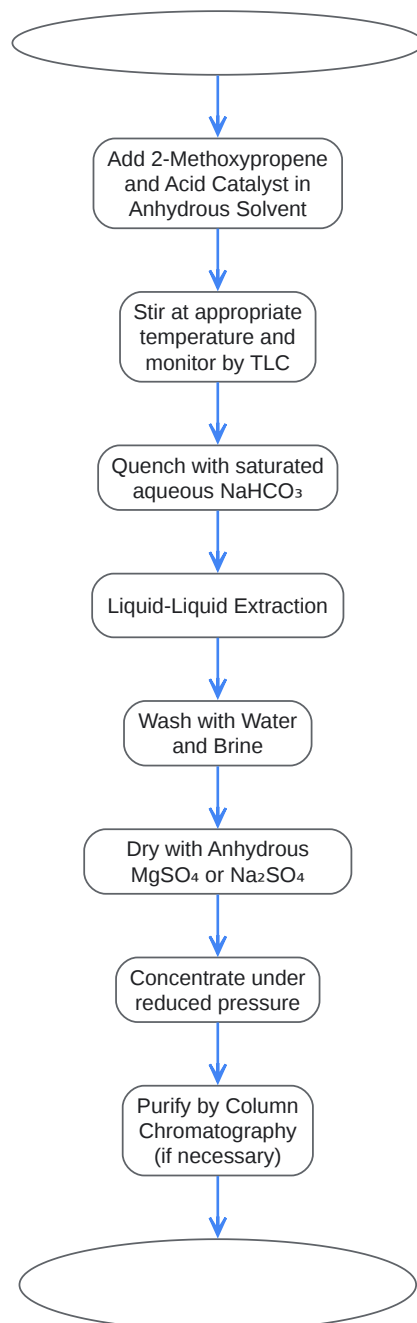 Add 2-Methoxypropene
and Acid Catalyst in
Anhydrous Solvent
Stir at appropriate
temperature and
monitor by TLC
Quench with saturated
aqueous NaHCO₃
Liquid-Liquid Extraction
Wash with Water
and Brine
Dry with Anhydrous
MgSO₄ or Na₂SO₄
Concentrate under
reduced pressure
Purify by Column
Chromatography
(if necessary)